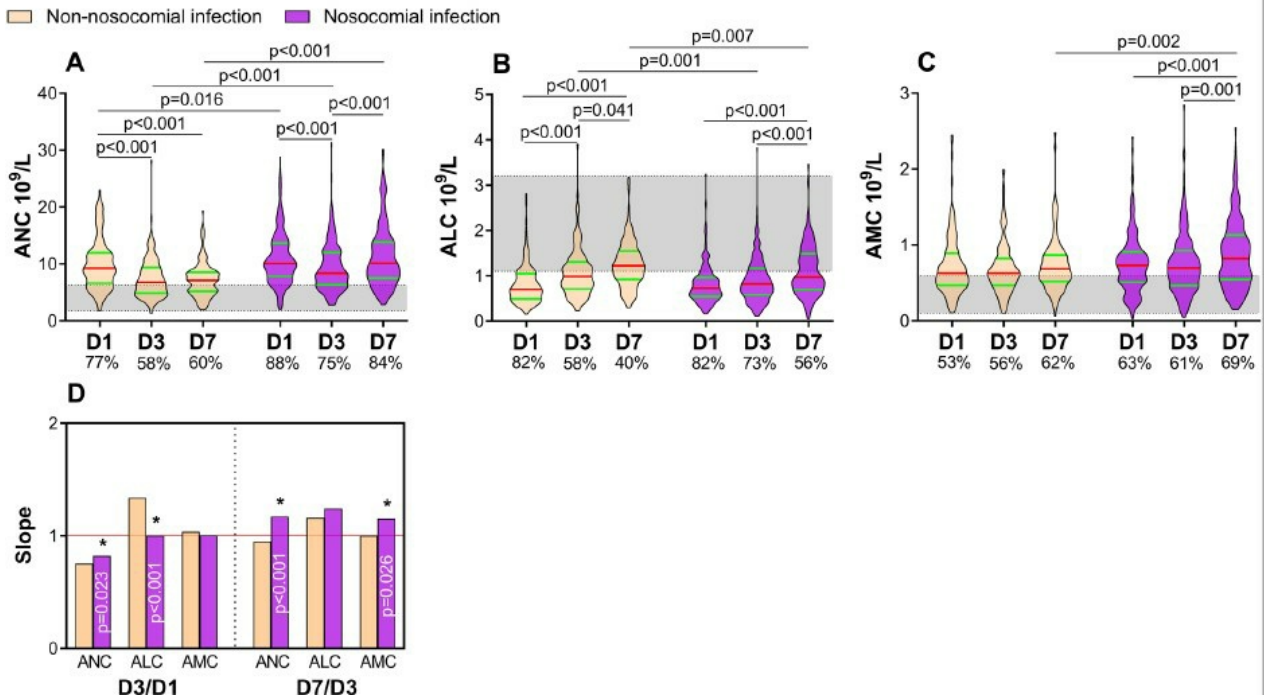 Non-nosocomial infection Nosocomial infection
A
p<0.001
p<0.001
p=0.016
p<0.001
p<0.001
p<0.001
p<0.001
ANC 10⁹/L
40
30
20
10
0
D1 D3 D7 D1 D3 D7
77% 58% 60% 88% 75% 84%
B
p=0.007
p=0.001
p<0.001
p=0.041
p<0.001
p<0.001
p<0.001
ALC 10⁹/L
5
4
3
2
1
0
D1 D3 D7 D1 D3 D7
82% 58% 40% 82% 73% 56%
C
p=0.002
p<0.001
p=0.001
AMC 10⁹/L
3
2
1
0
D1 D3 D7 D1 D3 D7
53% 56% 62% 63% 61% 69%
D
Slope
2
1
0
* * * *
p=0.023
p<0.001
p<0.001
p=0.026
ANC ALC AMC ANC ALC AMC
D3/D1 D7/D3